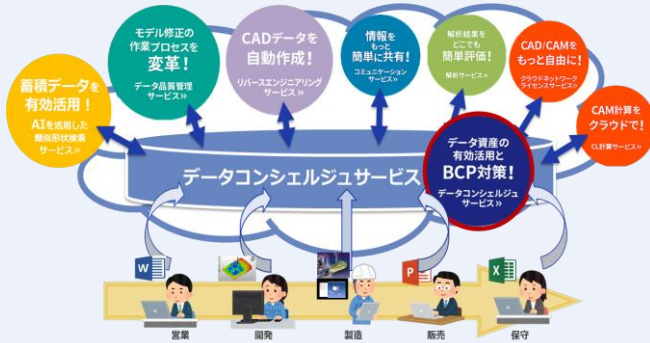 蓄積データを
有効活用！
AIを活用した
類似形状検索
サービス»
モデル修正の
作業プロセスを
変革！
データ品質管理
サービス»
CADデータを
自動作成！
リバースエンジニアリング
サービス»
情報を
もっと
簡単に共有！
コミュニケーション
サービス»
解析結果を
どこでも
簡単評価！
解析サービス»
CAD/CAMを
もっと自由に！
クラウドネットワーク
ライセンスサービス»
CAM計算を
クラウドで！
CL計算サービス»
データコンシェルジュサービス
データ資産の
有効活用と
BCP対策！
データコンシェルジュ
サービス»
W
P
X
営業
開発
製造
販売
保守